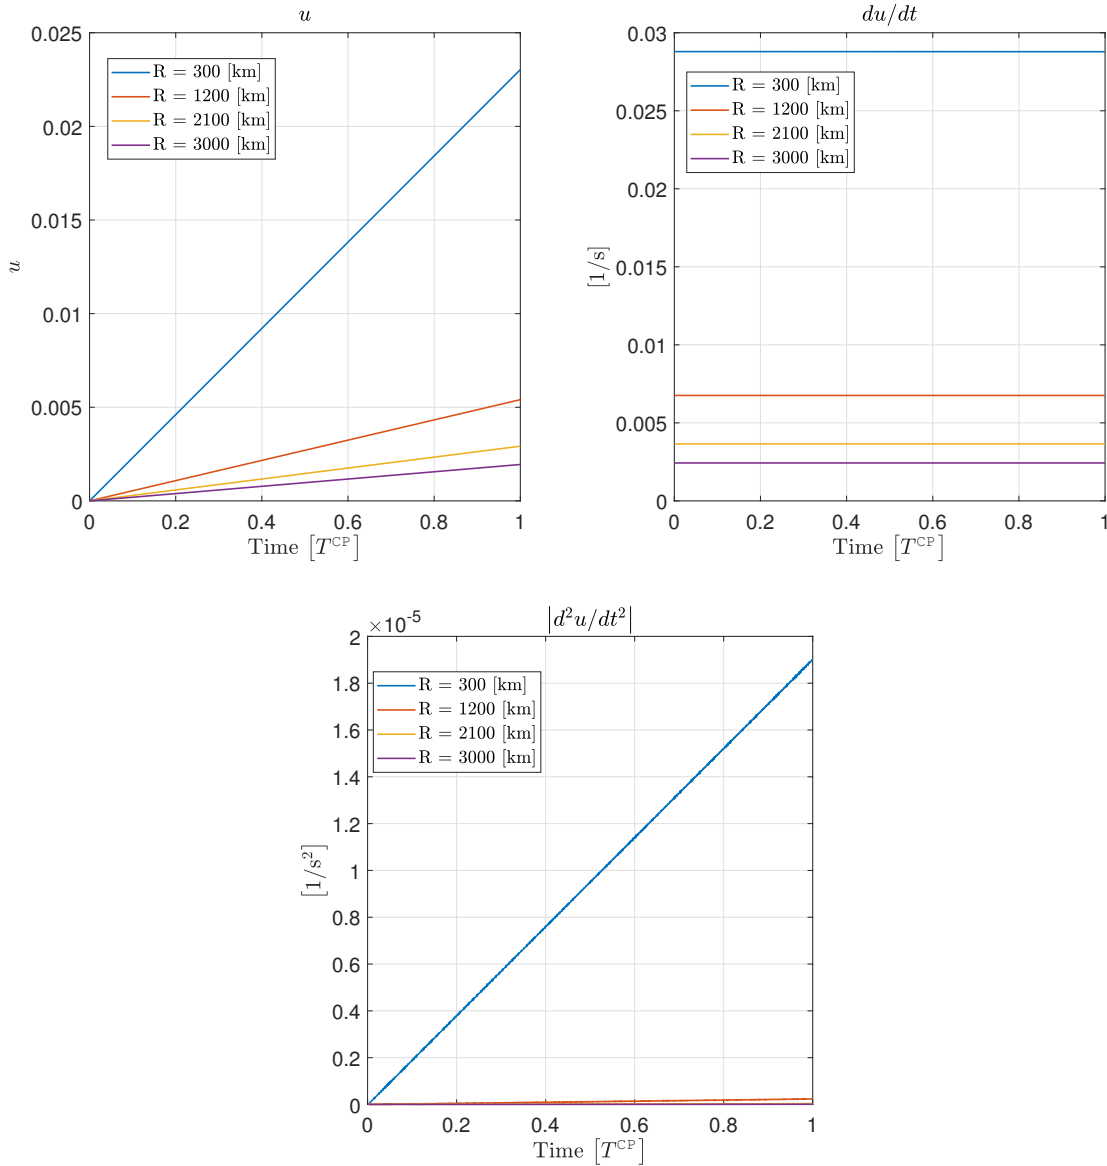 u
0.025
0.02
0.015
0.01
0.005
0
u
R = 300 [km]
R = 1200 [km]
R = 2100 [km]
R = 3000 [km]
0 0.2 0.4 0.6 0.8 1
Time [T^CP]
du/dt
0.03
0.025
0.02
0.015
0.01
0.005
0
[1/s]
R = 300 [km]
R = 1200 [km]
R = 2100 [km]
R = 3000 [km]
0 0.2 0.4 0.6 0.8 1
Time [T^CP]
|d²u/dt²|
×10⁻⁵
2
1.8
1.6
1.4
1.2
1
0.8
0.6
0.4
0.2
0
[1/s²]
R = 300 [km]
R = 1200 [km]
R = 2100 [km]
R = 3000 [km]
0 0.2 0.4 0.6 0.8 1
Time [T^CP]